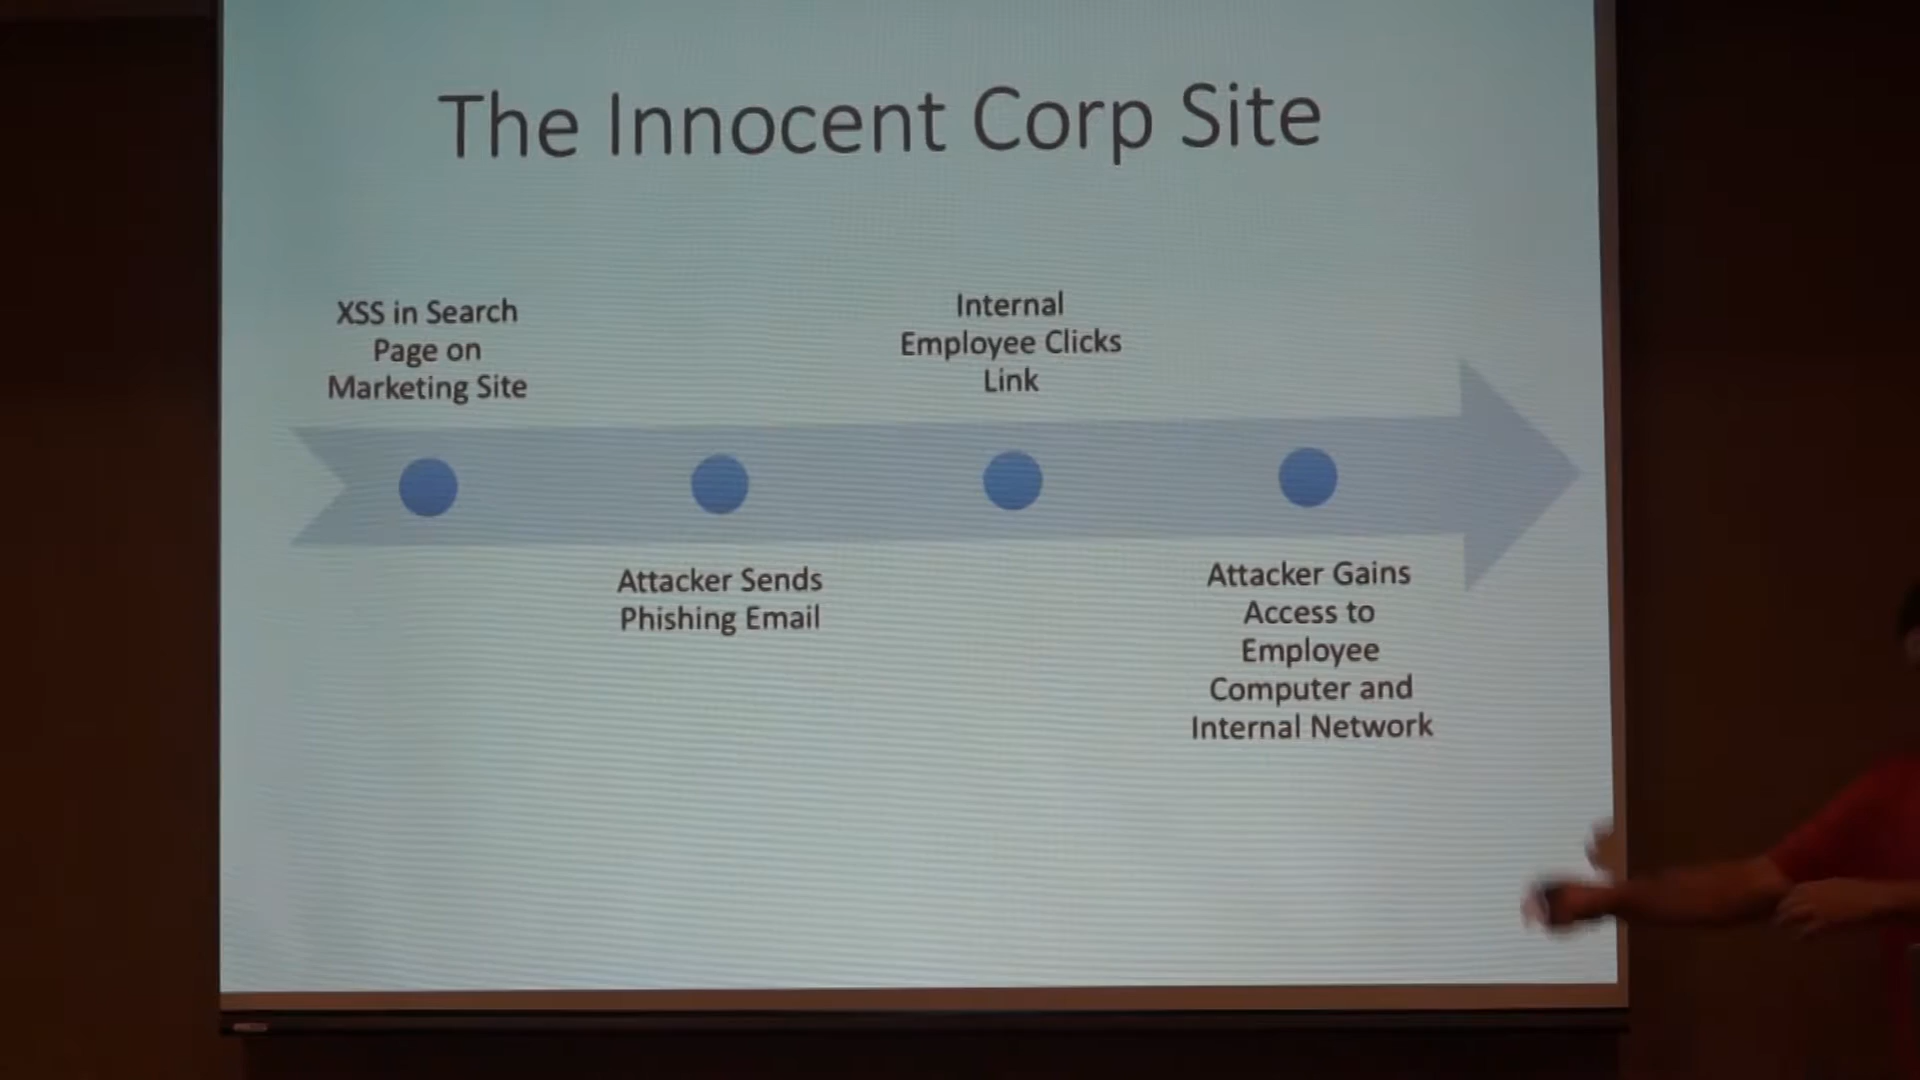 The Innocent Corp Site
XSS in Search
Page on
Marketing Site
Attacker Sends
Phishing Email
Internal
Employee Clicks
Link
Attacker Gains
Access to
Employee
Computer and
Internal Network